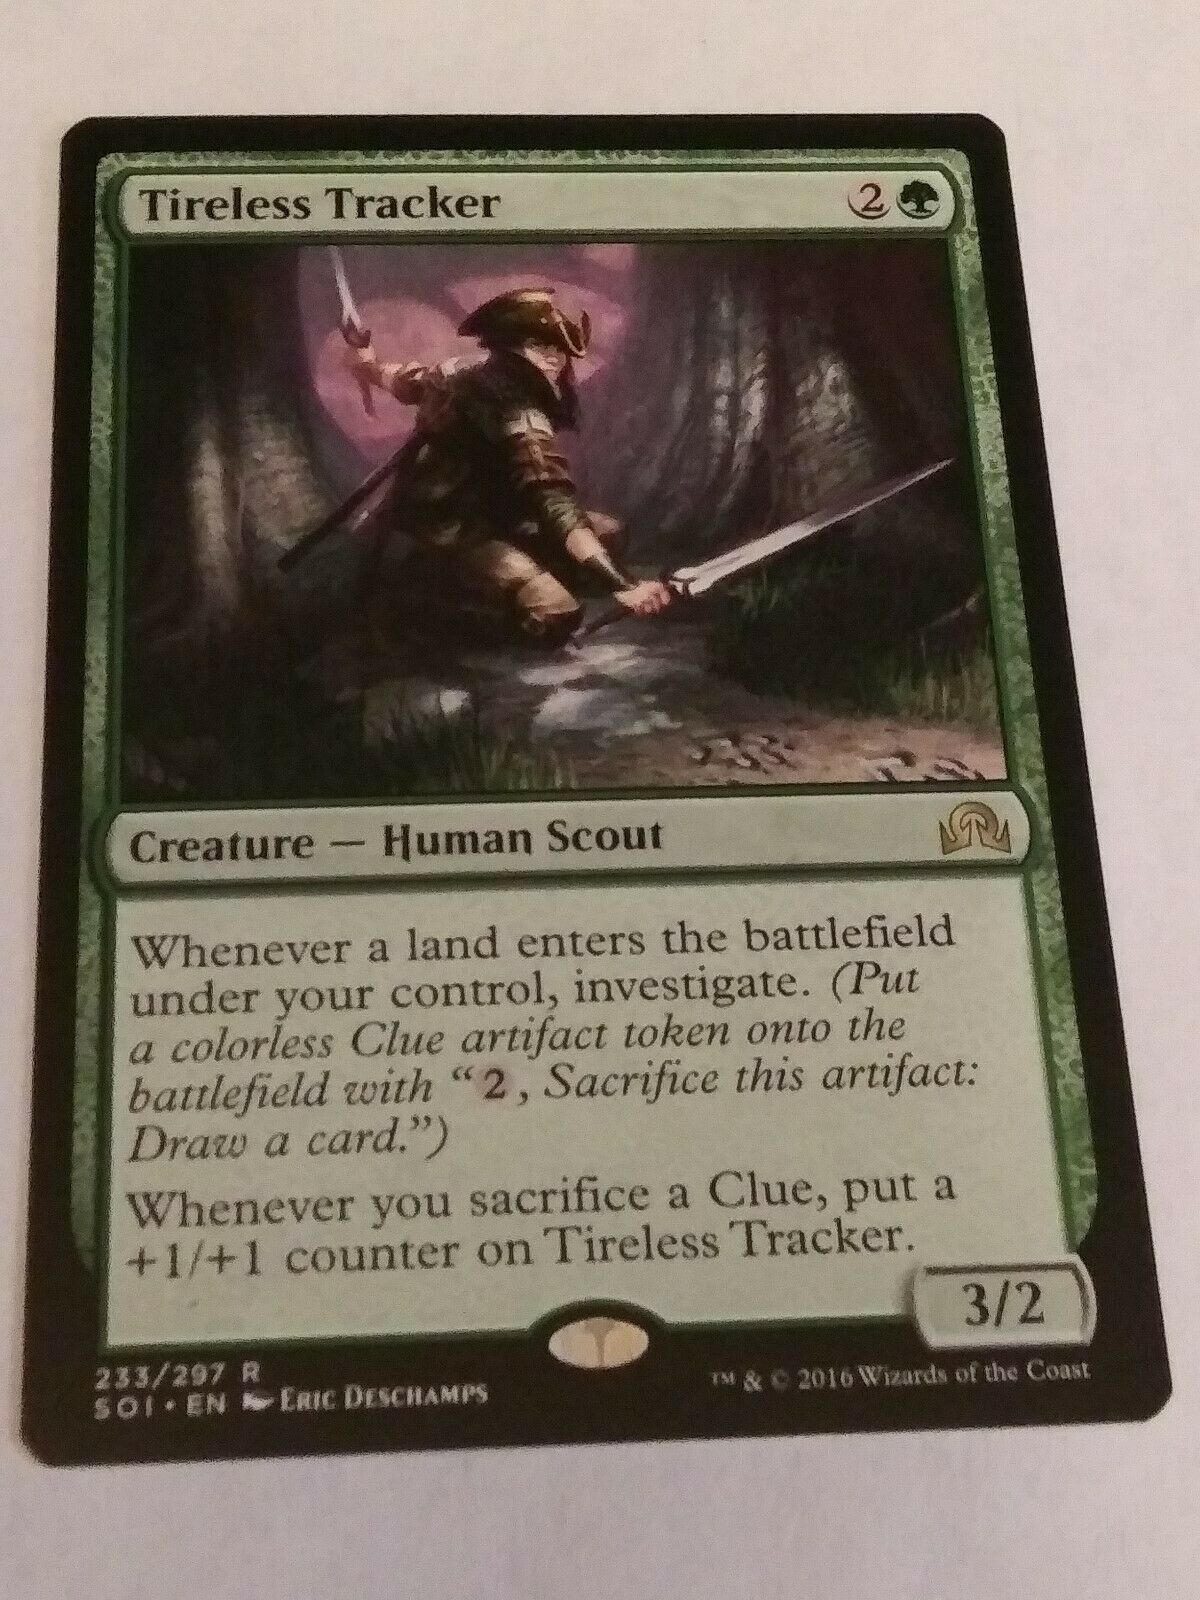 Tireless Tracker 2
Creature — Human Scout
Whenever a land enters the battlefield
under your control, investigate. (Put
a colorless Clue artifact token onto the
battlefield with “2, Sacrifice this artifact:
Draw a card.”)
Whenever you sacrifice a Clue, put a
+1/+1 counter on Tireless Tracker.
3/2
233/297 R
SOI • EN Eric Deschamps
™ & © 2016 Wizards of the Coast